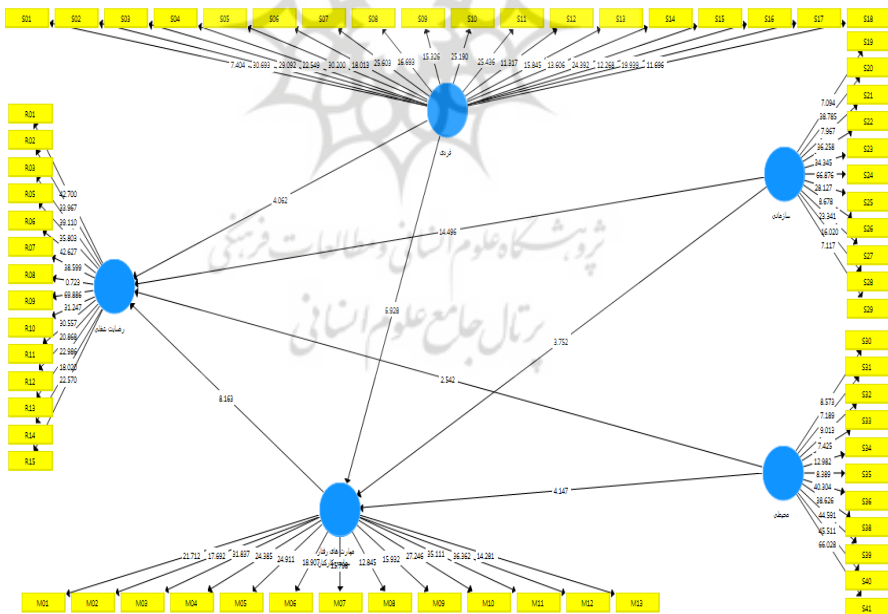 S01 S02 S03 S04 S05 S06 S07 S08 S09 S10 S11 S12 S13 S14 S15 S16 S17 S18
S19
7.404 30.693 29.092 22.549 30.200 18.013 25.603 16.693 15.326 25.190 25.436 11.317 15.845 13.606 24.392 12.268 19.939 11.696
S20
S21
7.094
R01
38.785
S22
فردی
7.967
R02
36.258
S23
34.345
R03
66.876
S24
42.700
28.127
R05
33.967
4.062
8.678
S25
39.110
سازمانی
23.341
R06
35.803
14.496
16.020
S26
42.627
7.117
R07
38.599
پژوهشگاه علوم انسانی و مطالعات فرهنگی
S27
R08
0.723
S28
69.886
R09
31.247
6.928
S29
R10
30.557
رضایت شغلی
پرتال جامع علوم انسانی
20.868
3.752
S30
R11
22.986
18.020
S31
R12
22.570
2.542
S32
R13
8.163
8.573
7.189
S33
R14
9.013
7.425
S34
R15
12.982
8.389
S35
40.304
4.147
38.626
S36
محیطی
44.591
S38
45.511
66.028
S39
21.712 17.692 31.837 24.385 24.911 18.907 12.845 15.932 27.246 35.111 36.362 14.281
مهارت های رفتار
S40
M01 M02 M03 M04 M05 M06 M07 M08 M09 M10 M11 M12 M13
S41